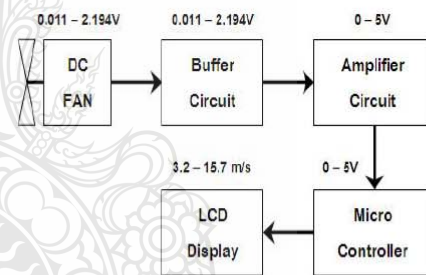 0.011 – 2.194V
0.011 – 2.194V
0 – 5V
DC
FAN
Buffer
Circuit
Amplifier
Circuit
3.2 – 15.7 m/s
0 – 5V
LCD
Display
Micro
Controller